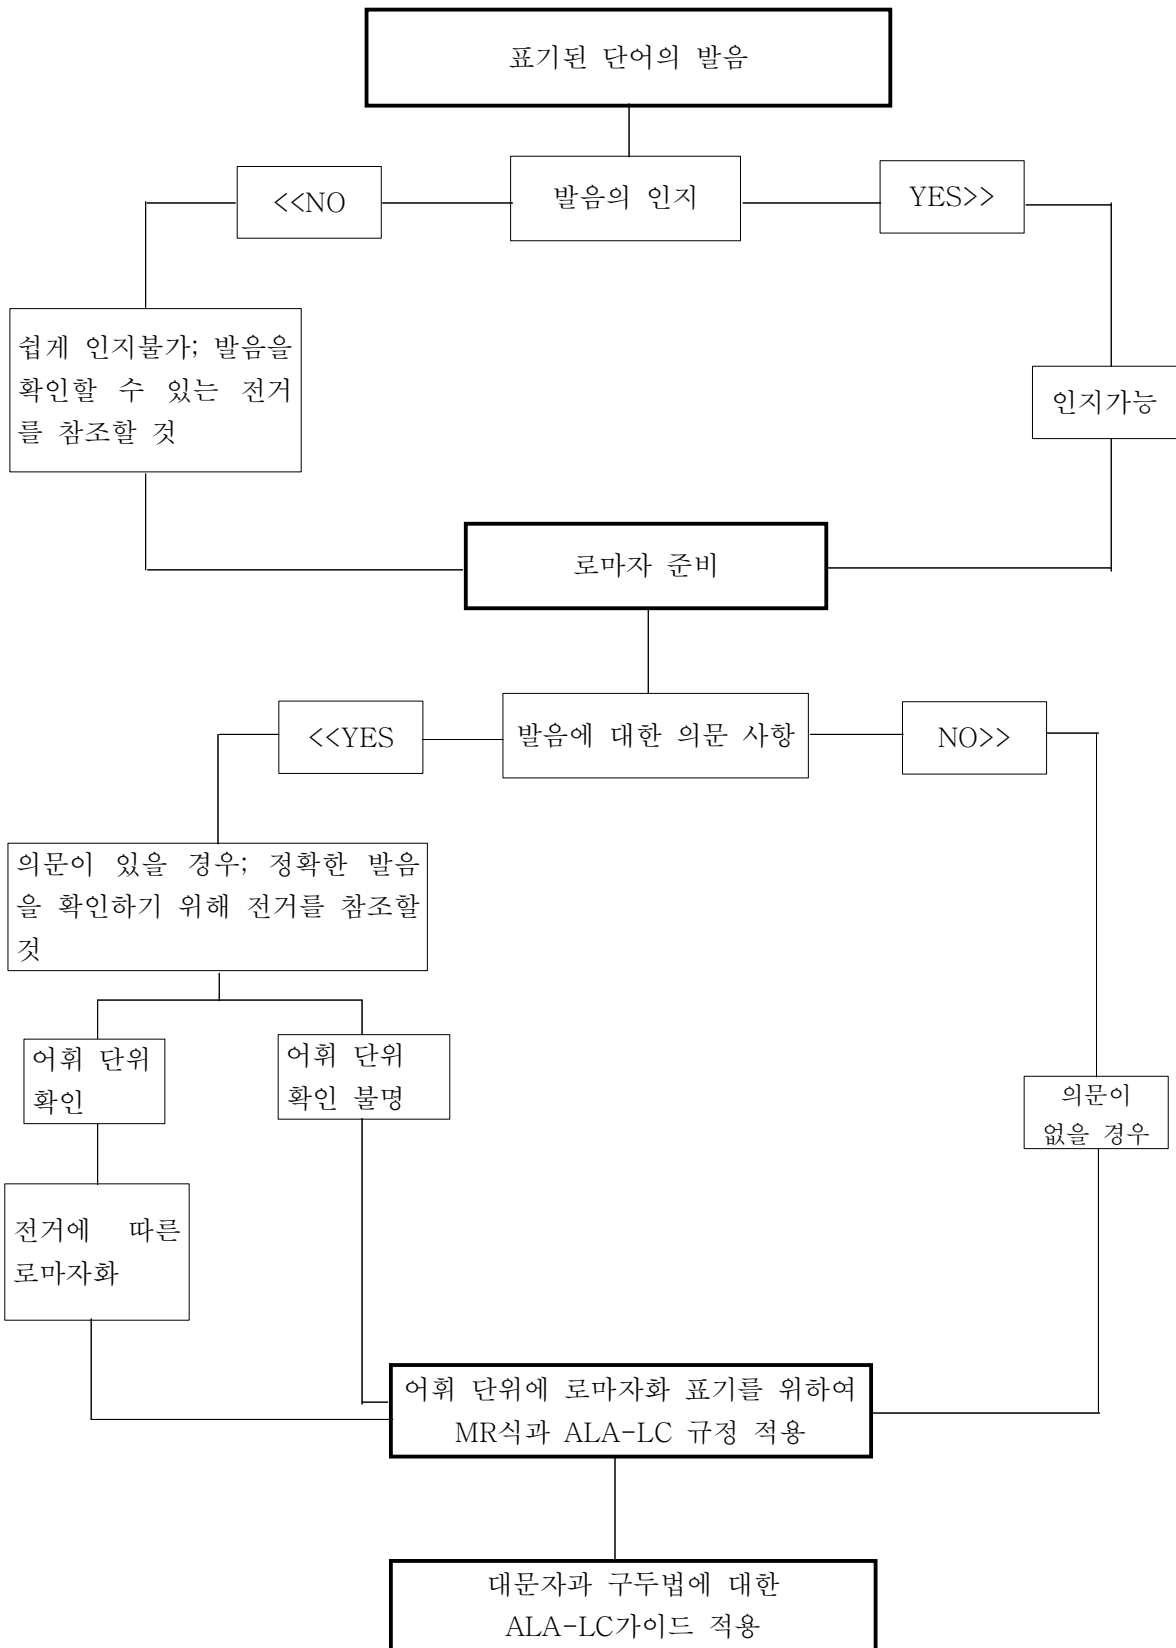 표기된 단어의 발음
<<NO
발음의 인지
YES>>
쉽게 인지불가; 발음을
확인할 수 있는 전거
를 참조할 것
인지가능
로마자 준비
<<YES
발음에 대한 의문 사항
NO>>
의문이 있을 경우; 정확한 발음
을 확인하기 위해 전거를 참조할
것
어휘 단위
확인
어휘 단위
확인 불명
의문이
없을 경우
전거에 따른
로마자화
어휘 단위에 로마자화 표기를 위하여
MR식과 ALA-LC 규정 적용
대문자과 구두법에 대한
ALA-LC가이드 적용